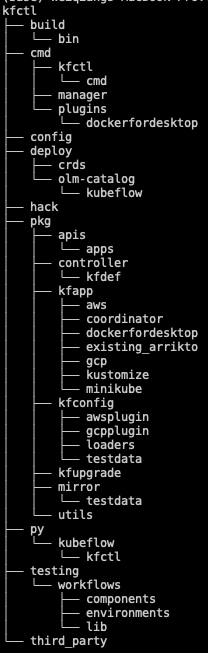 kfctl
├── build
│   └── bin
├── cmd
│   ├── kfctl
│   │   └── cmd
│   ├── manager
│   └── plugins
│       └── dockerfordesktop
├── config
├── deploy
│   ├── crds
│   └── olm-catalog
│       └── kubeflow
├── hack
├── pkg
│   ├── apis
│   │   └── apps
│   ├── controller
│   │   └── kfdef
│   ├── kfapp
│   │   ├── aws
│   │   ├── coordinator
│   │   ├── dockerfordesktop
│   │   ├── existing_arrikto
│   │   ├── gcp
│   │   ├── kustomize
│   │   └── minikube
│   ├── kfconfig
│   │   ├── awsplugin
│   │   ├── gcpplugin
│   │   ├── loaders
│   │   └── testdata
│   ├── kfupgrade
│   ├── mirror
│   │   └── testdata
│   └── utils
├── py
│   └── kubeflow
│       └── kfctl
├── testing
│   └── workflows
│       ├── components
│       ├── environments
│       └── lib
└── third_party